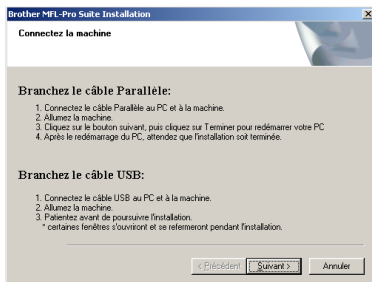 Brother MFL-Pro Suite Installation
Connectez la machine
Branchez le câble Parallèle:
1. Connectez le câble Parallèle au PC et à la machine.
2. Allumez la machine.
3. Cliquez sur le bouton suivant, puis cliquez sur Terminer pour redémarrer votre PC
4. Après le redémarrage du PC, attendez que l'installation soit terminée.
Branchez le câble USB:
1. Connectez le câble USB au PC et à la machine.
2. Allumez la machine.
3. Patientez avant de poursuivre l'installation.
* certaines fenêtres s'ouvriront et se refermeront pendant l'installation.
< Précédent
Suivant >
Annuler